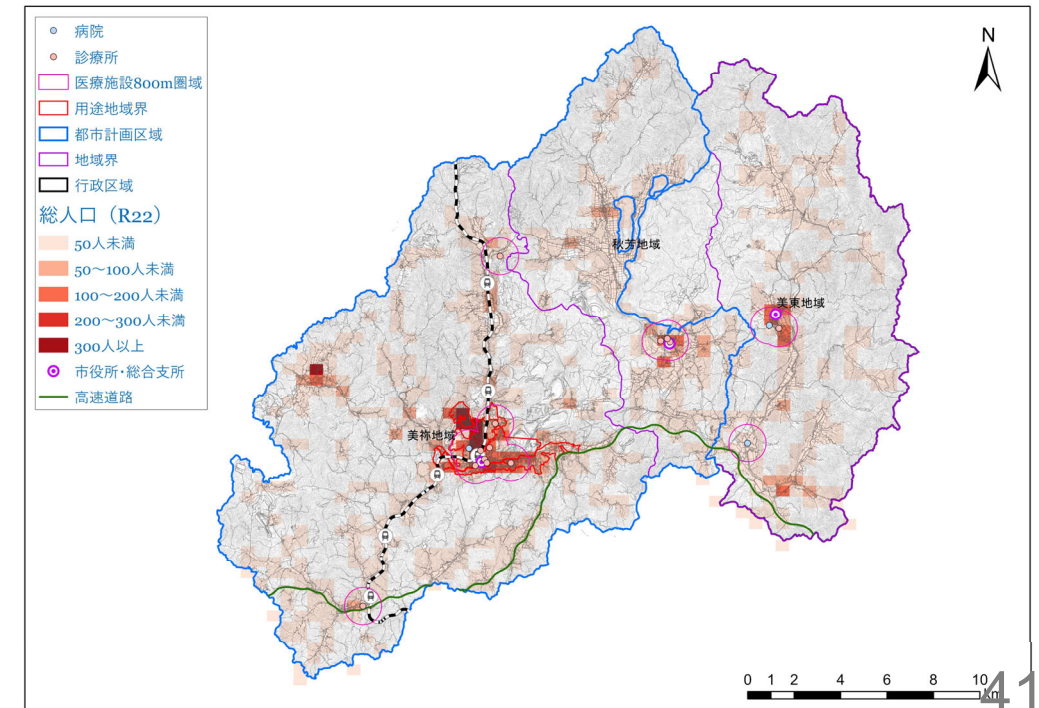 病院
診療所
医療施設800m圏域
用途地域界
都市計画区域
地域界
行政区域
総人口（R22）
50人未満
50～100人未満
100～200人未満
200～300人未満
300人以上
市役所・総合支所
高速道路
N
秋芳地域
美東地域
美祢地域
0 1 2 4 6 8 10
km
41